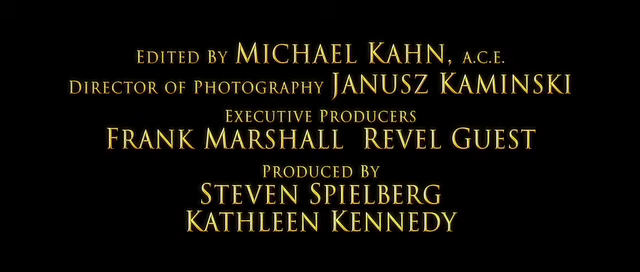 EDITED BY MICHAEL KAHN, A.C.E.
DIRECTOR OF PHOTOGRAPHY JANUSZ KAMINSKI
EXECUTIVE PRODUCERS
FRANK MARSHALL REVEL GUEST
PRODUCED BY
STEVEN SPIELBERG
KATHLEEN KENNEDY